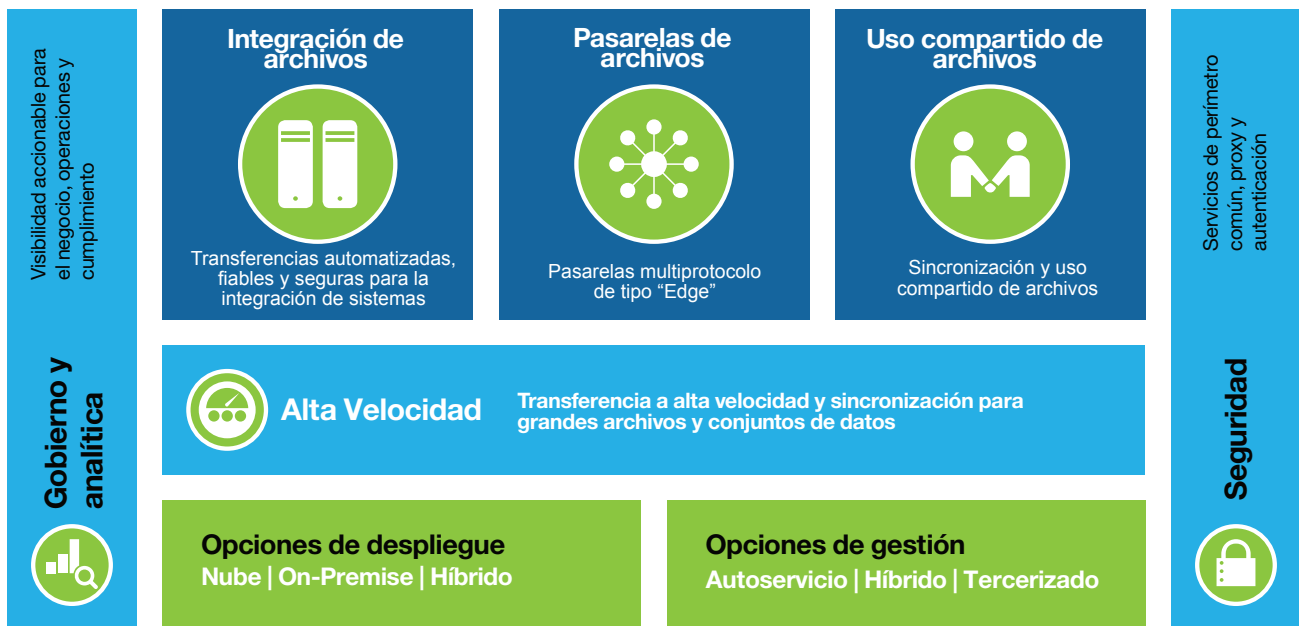 Visibilidad accionable para
el negocio, operaciones y
cumplimiento
Gobierno y
analítica
Integración de
archivos
Transferencias automatizadas,
fiables y seguras para la
integración de sistemas
Pasarelas de
archivos
Pasarelas multiprotocolo
de tipo “Edge”
Uso compartido de
archivos
Sincronización y uso
compartido de archivos
Alta Velocidad
Transferencia a alta velocidad y sincronización para
grandes archivos y conjuntos de datos
Opciones de despliegue
Nube | On-Premise | Híbrido
Opciones de gestión
Autoservicio | Híbrido | Tercerizado
Servicios de perímetro
común, proxy y
autenticación
Seguridad